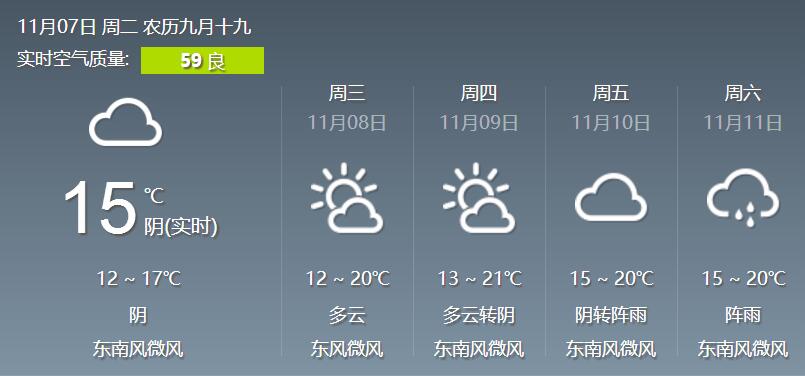 11月07日 周二 农历九月十九
实时空气质量: 59 良
15 ℃
阴(实时)
12 ~ 17℃
阴
东南风微风
周三
11月08日
12 ~ 20℃
多云
东风微风
周四
11月09日
13 ~ 21℃
多云转阴
东南风微风
周五
11月10日
15 ~ 20℃
阴转阵雨
东南风微风
周六
11月11日
15 ~ 20℃
阵雨
东南风微风